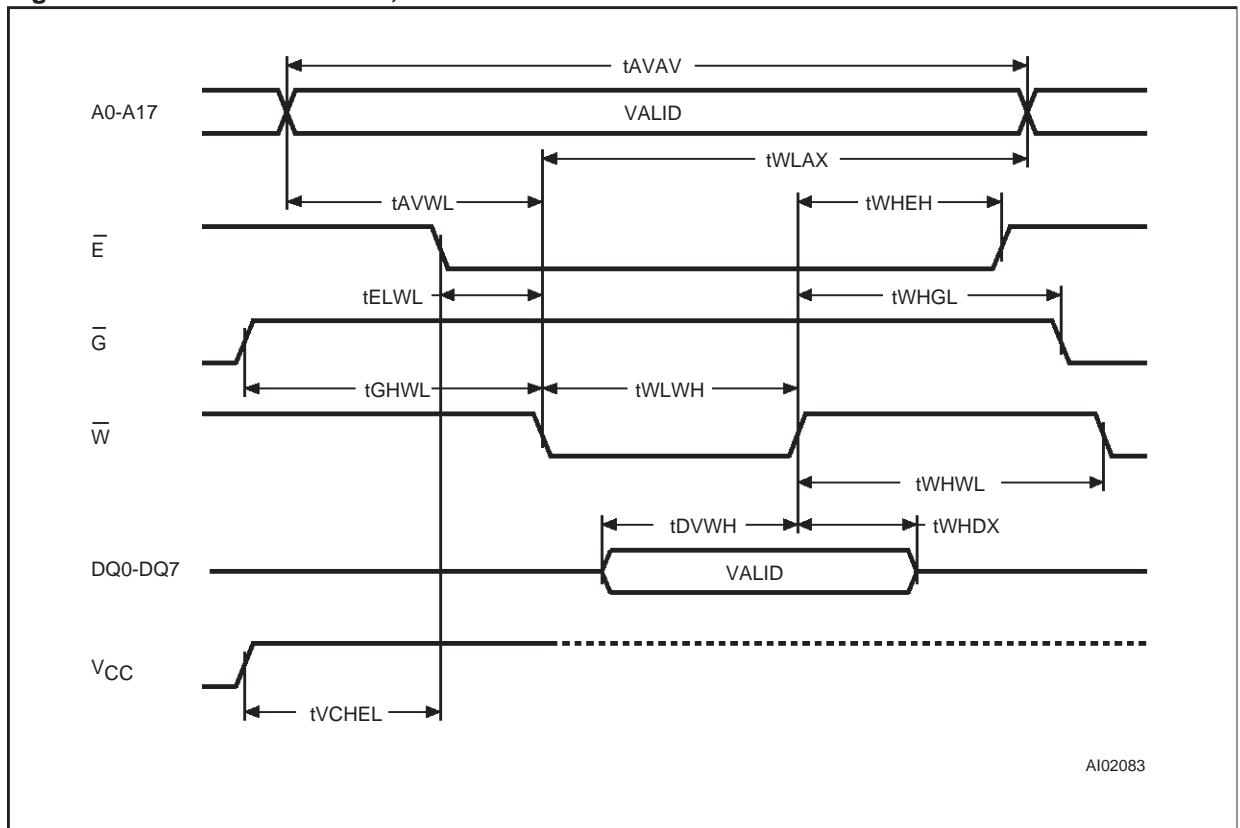 tAVAV
A0-A17
VALID
tWLAX
tAVWL
tWHEH
E
tELWL
tWHGL
G
tGHWL
tWLWH
W
tWHWL
tDVWH
tWHDX
DQ0-DQ7
VALID
VCC
tVCHEL
AI02083